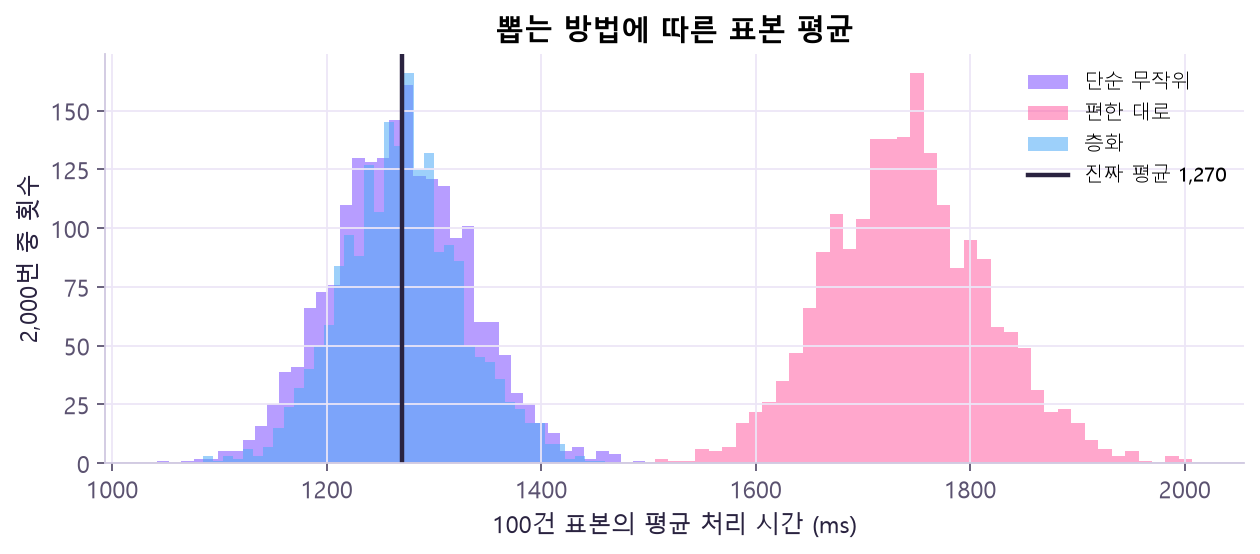 뽑는 방법에 따른 표본 평균
단순 무작위
편한 대로
층화
진짜 평균 1,270
2,000번 중 횟수
150
125
100
75
50
25
0
1000 1200 1400 1600 1800 2000
100건 표본의 평균 처리 시간 (ms)